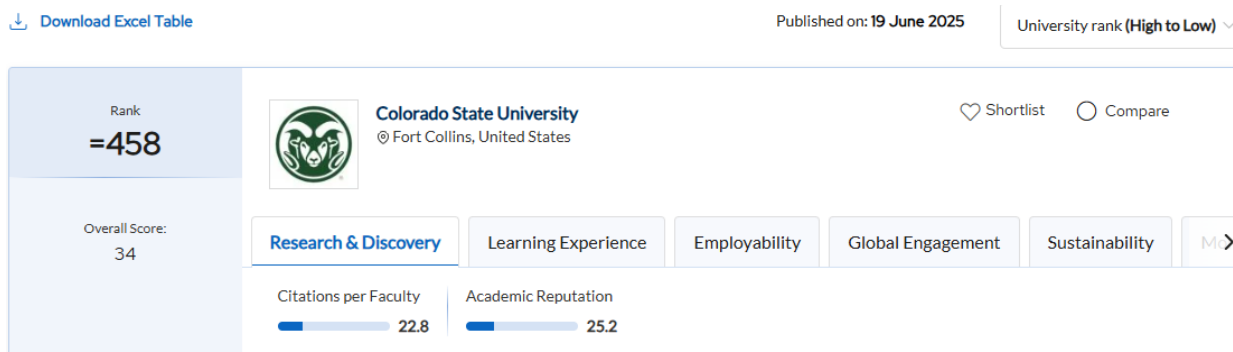 Download Excel Table
Published on: 19 June 2025
University rank (High to Low)
Rank
=458
Colorado State University
Fort Collins, United States
Shortlist
Compare
Overall Score:
34
Research & Discovery
Learning Experience
Employability
Global Engagement
Sustainability
Citations per Faculty
22.8
Academic Reputation
25.2